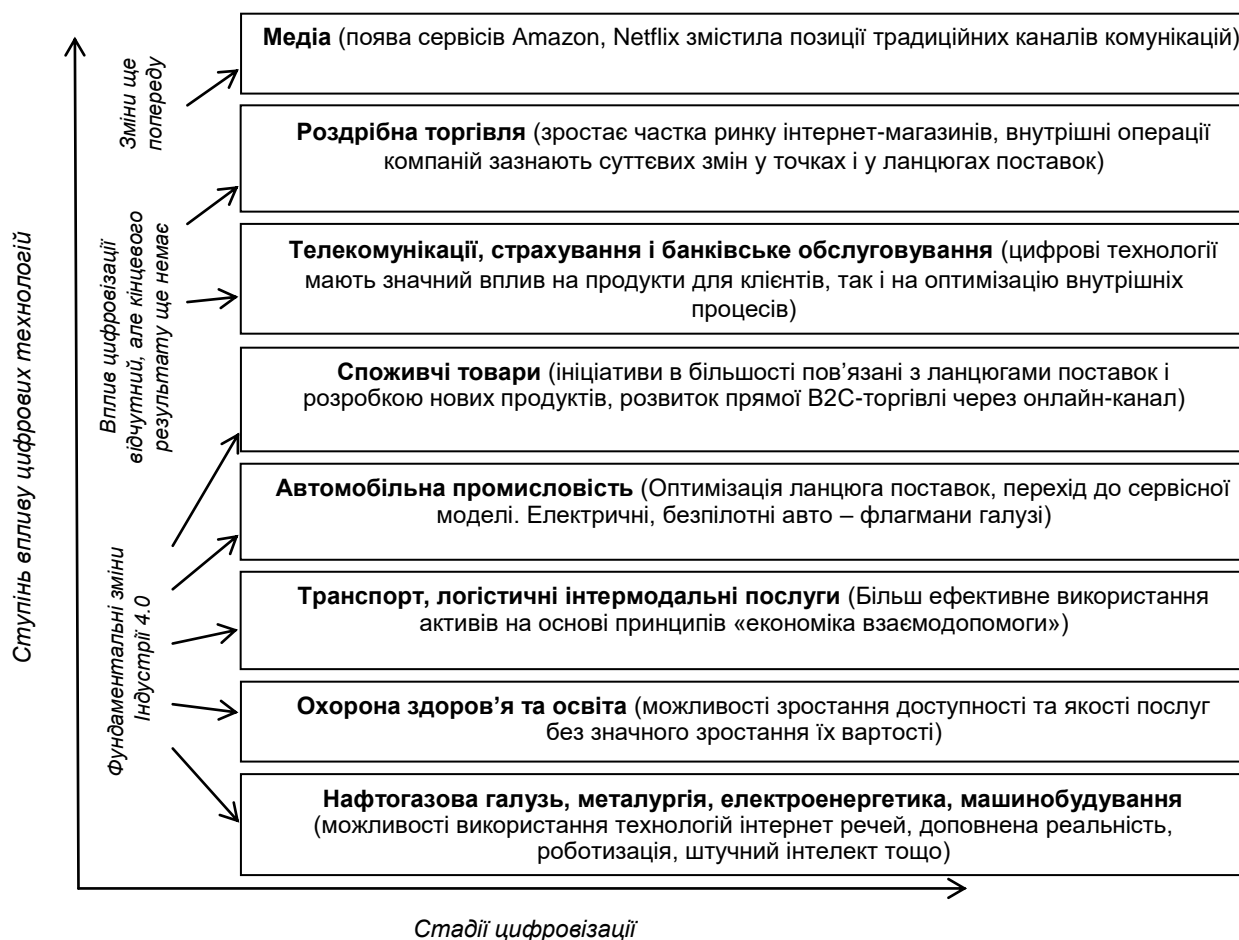 Ступінь впливу цифрових технологій
Зміни ще
попереду
Вплив цифровізації
відчутний, але кінцевого
результату ще немає
Фундаментальні зміни
Індустрії 4.0
Медіа (поява сервісів Amazon, Netflix змістила позиції традиційних каналів комунікацій)
Роздрібна торгівля (зростає частка ринку інтернет-магазинів, внутрішні операції
компаній зазнають суттєвих змін у точках і у ланцюгах поставок)
Телекомунікації, страхування і банківське обслуговування (цифрові технології
мають значний вплив на продукти для клієнтів, так і на оптимізацію внутрішніх
процесів)
Споживчі товари (ініціативи в більшості пов’язані з ланцюгами поставок і
розробкою нових продуктів, розвиток прямої B2C-торгівлі через онлайн-канал)
Автомобільна промисловість (Оптимізація ланцюга поставок, перехід до сервісної
моделі. Електричні, безпілотні авто – флагмани галузі)
Транспорт, логістичні інтермодальні послуги (Більш ефективне використання
активів на основі принципів «економіка взаємодопомоги»)
Охорона здоров’я та освіта (можливості зростання доступності та якості послуг
без значного зростання їх вартості)
Нафтогазова галузь, металургія, електроенергетика, машинобудування
(можливості використання технологій інтернет речей, доповнена реальність,
роботизація, штучний інтелект тощо)
Стадії цифровізації